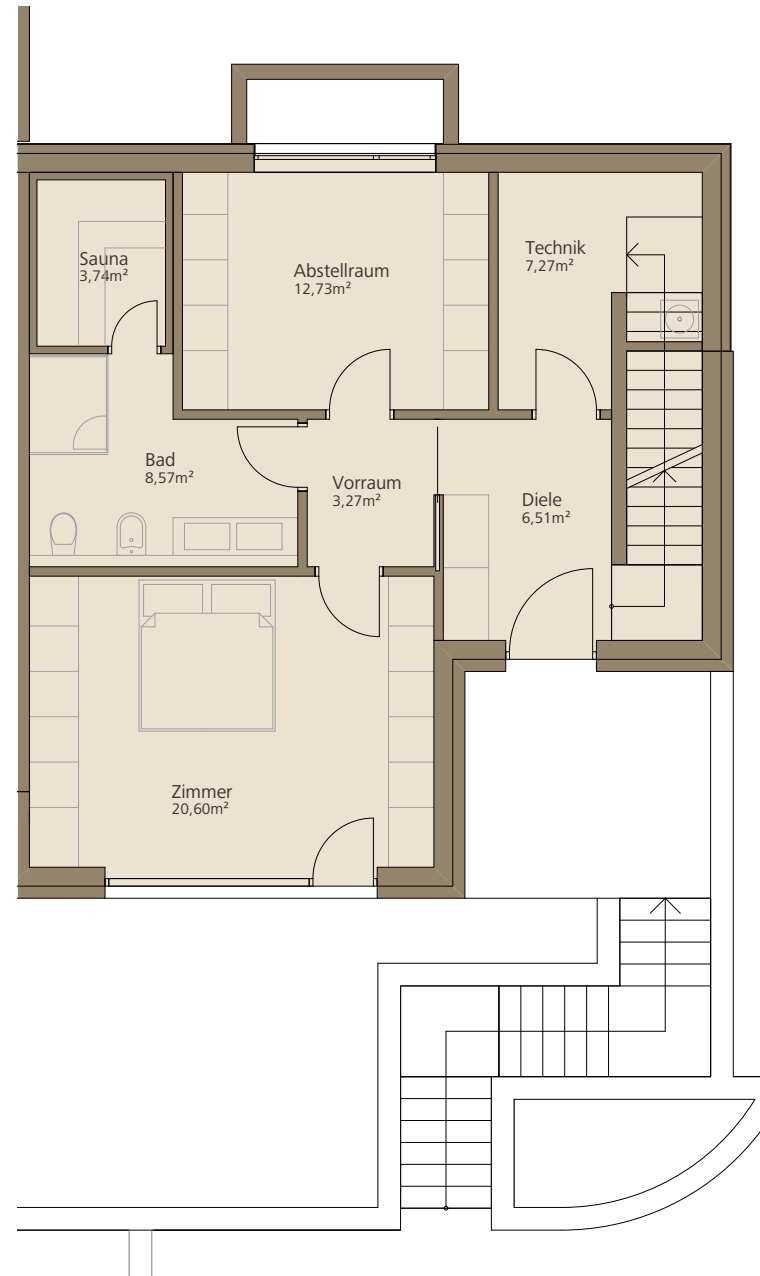 Sauna
3,74m²
Abstellraum
12,73m²
Technik
7,27m²
Bad
8,57m²
Vorraum
3,27m²
Diele
6,51m²
Zimmer
20,60m²